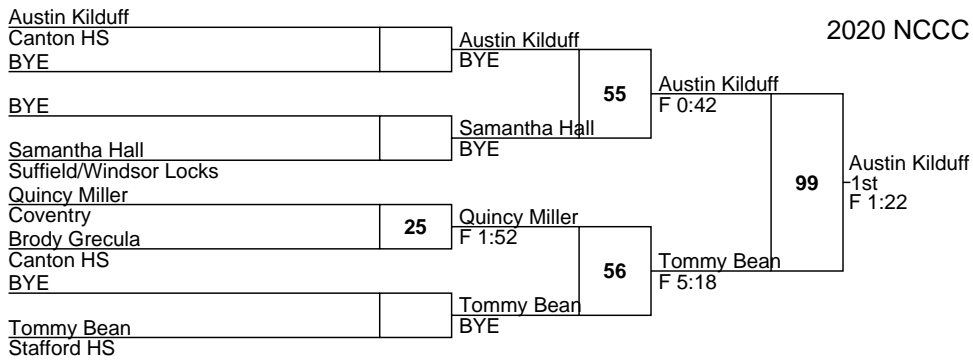 2020 NCCC
Austin Kilduff
Canton HS
BYE
BYE
Samantha Hall
Suffield/Windsor Locks
Quincy Miller
Coventry
Brody Grecula
Canton HS
BYE
Tommy Bean
Stafford HS
25
Austin Kilduff
BYE
Samantha Hall
BYE
Quincy Miller
F 1:52
Tommy Bean
BYE
55
56
Austin Kilduff
F 0:42
Tommy Bean
F 5:18
99
Austin Kilduff
1st
F 1:22